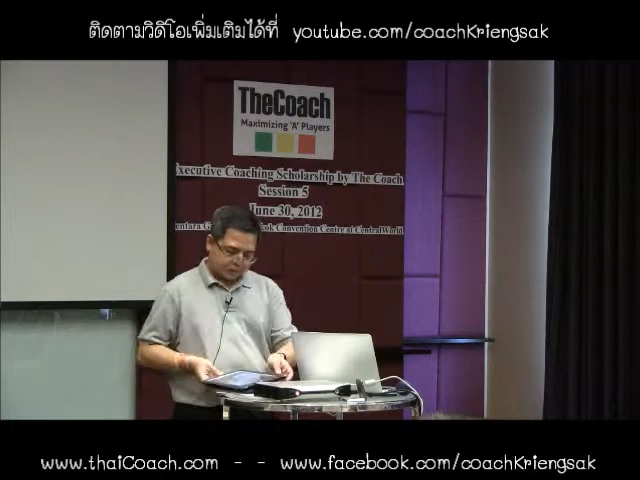 ติดตามวิดีโอเพิ่มเติมได้ที่ youtube.com/coachKriengsak
TheCoach
Maximizing 'A' Players
Executive Coaching Scholarship by The Coach
Session 5
June 30, 2012
Convention Centre at CentralWorld
www.thaiCoach.com - - www.facebook.com/coachKriengsak